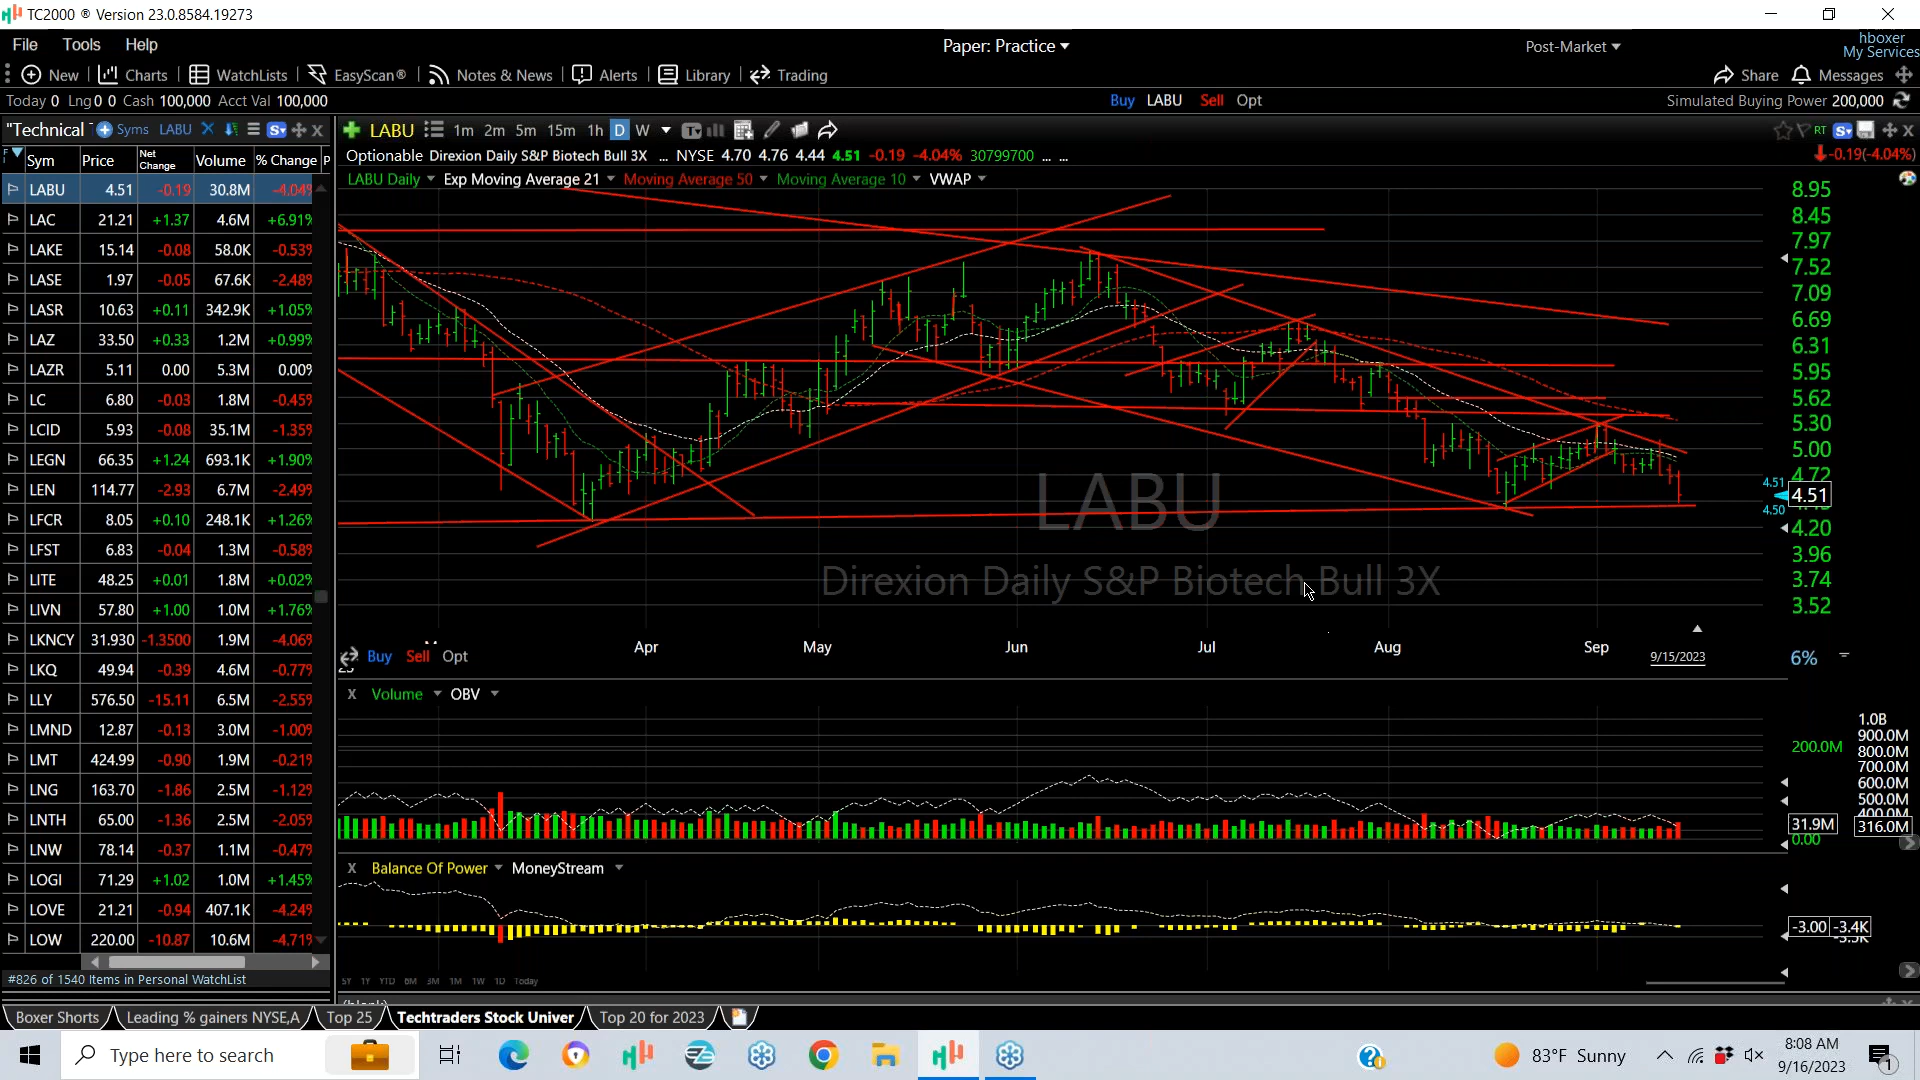 TC2000 ® Version 23.0.8584.19273
File Tools Help Paper: Practice Post-Market hboxer
My Services
New Charts WatchLists EasyScan® Notes & News Alerts Library Trading Share Messages
Today 0 Lng 0 0 Cash 100,000 Acct Val 100,000 Buy LABU Sell Opt Simulated Buying Power 200,000
"Technical Syms LABU
LABU 1m 2m 5m 15m 1h D W RT
Sym Price Net Change Volume % Change P
Optionable Direxion Daily S&P Biotech Bull 3X ... NYSE 4.70 4.76 4.44 4.51 -0.19 -4.04% 30799700 ... ... -0.19(-4.04%)
LABU Daily Exp Moving Average 21 Moving Average 50 Moving Average 10 VWAP
LABU 4.51 -0.19 30.8M -4.04%
LAC 21.21 +1.37 4.6M +6.91%
LAKE 15.14 -0.08 58.0K -0.53%
LASE 1.97 -0.05 67.6K -2.48%
LASR 10.63 +0.11 342.9K +1.05%
LAZ 33.50 +0.33 1.2M +0.99%
LAZR 5.11 0.00 5.3M 0.00%
LC 6.80 -0.03 1.8M -0.45%
LCID 5.93 -0.08 35.1M -1.35%
LEGN 66.35 +1.24 693.1K +1.90%
LEN 114.77 -2.93 6.7M -2.49%
LFCR 8.05 +0.10 248.1K +1.26%
LFST 6.83 -0.04 1.3M -0.58%
LITE 48.25 +0.01 1.8M +0.02%
LIVN 57.80 +1.00 1.0M +1.76%
LKNCY 31.930 -1.3500 1.9M -4.06%
LKQ 49.94 -0.39 4.6M -0.77%
LLY 576.50 -15.11 6.5M -2.55%
LMND 12.87 -0.13 3.0M -1.00%
LMT 424.99 -0.90 1.9M -0.21%
LNG 163.70 -1.86 2.5M -1.12%
LNTH 65.00 -1.36 2.5M -2.05%
LNW 78.14 -0.37 1.1M -0.47%
LOGI 71.29 +1.02 1.0M +1.45%
LOVE 21.21 -0.94 407.1K -4.24%
LOW 220.00 -10.87 10.6M -4.71%
#826 of 1540 Items in Personal WatchList
8.95
8.45
7.97
7.52
7.09
6.69
6.31
5.95
5.62
5.30
5.00
4.72
4.51 4.51
4.50
4.20
3.96
3.74
3.52
LABU
Direxion Daily S&P Biotech Bull 3X
Apr May Jun Jul Aug Sep
9/15/2023
6%
Buy Sell Opt
X Volume OBV
200.0M
31.9M
0.00
1.0B
900.0M
800.0M
700.0M
600.0M
500.0M
400.0M
316.0M
X Balance Of Power MoneyStream
-3.00 -3.4K
5Y 1Y YTD 6M 3M 1M 1W 1D Today
Boxer Shorts Leading % gainers NYSE,A Top 25 Techtraders Stock Univer Top 20 for 2023
Type here to search 83°F Sunny 8:08 AM
9/16/2023
1